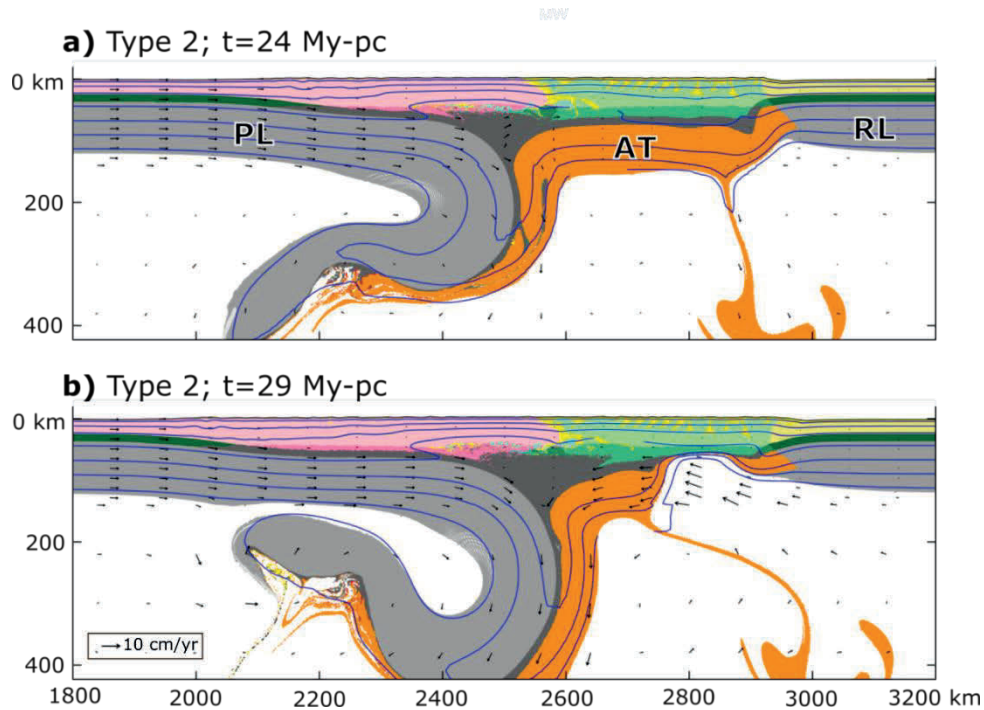 MW
a) Type 2; t=24 My-pc
0 km
PL
AT
RL
200
400
b) Type 2; t=29 My-pc
0 km
200
10 cm/yr
400
1800 2000 2200 2400 2600 2800 3000 3200 km